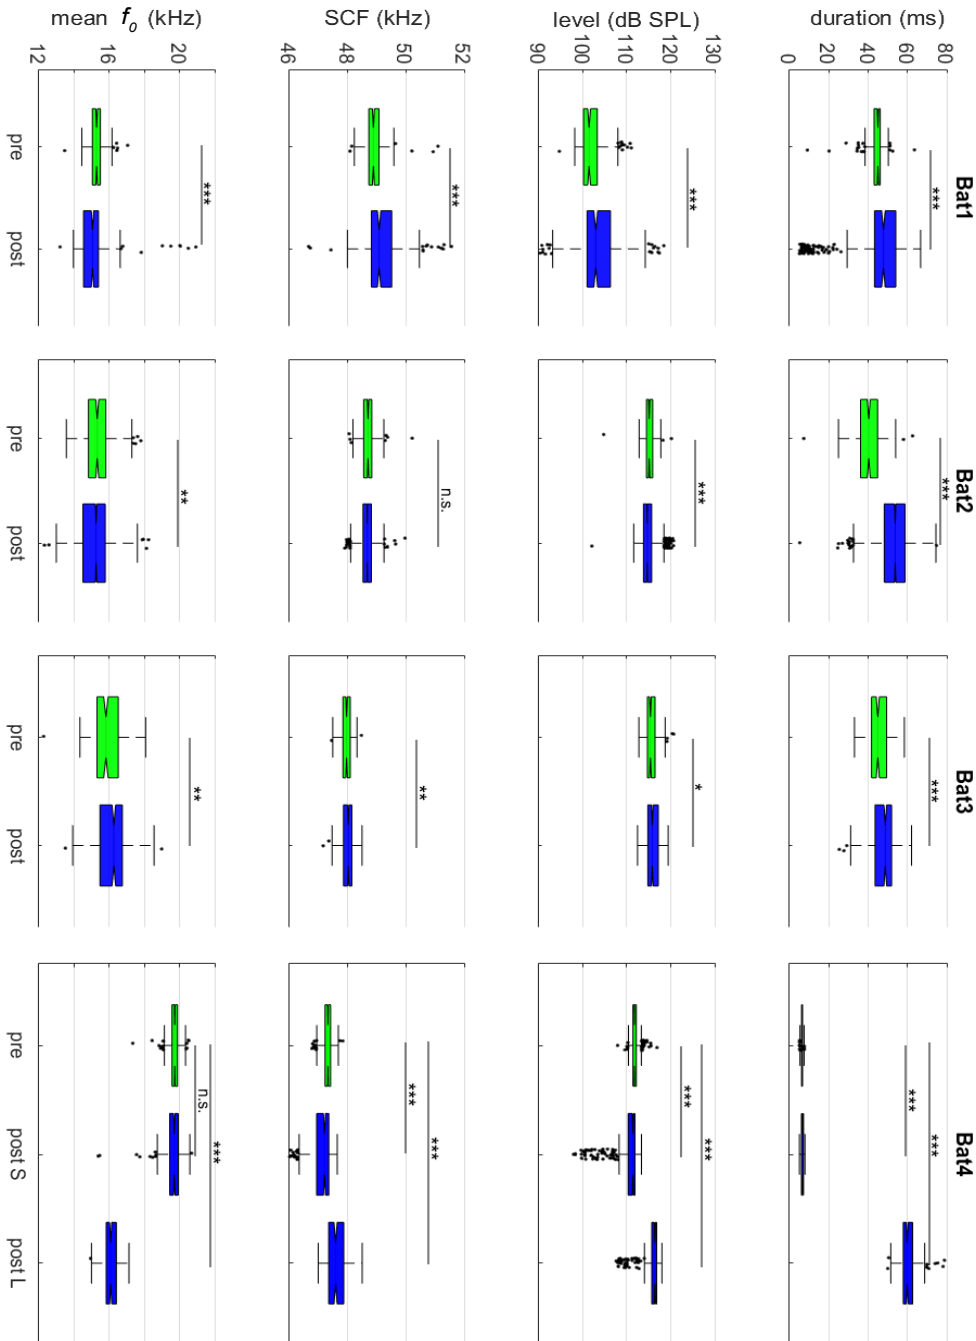 Bat1 Bat2 Bat3 Bat4
duration (ms)
80
60
40
20
0
*** *** *** ***
***
level (dB SPL)
130
120
110
100
90
*** *** * ***
***
SCF (kHz)
52
50
48
46
*** n.s. ** ***
***
mean f0 (kHz)
20
16
12
*** ** ** ***
n.s.
pre post pre post pre post pre post S post L